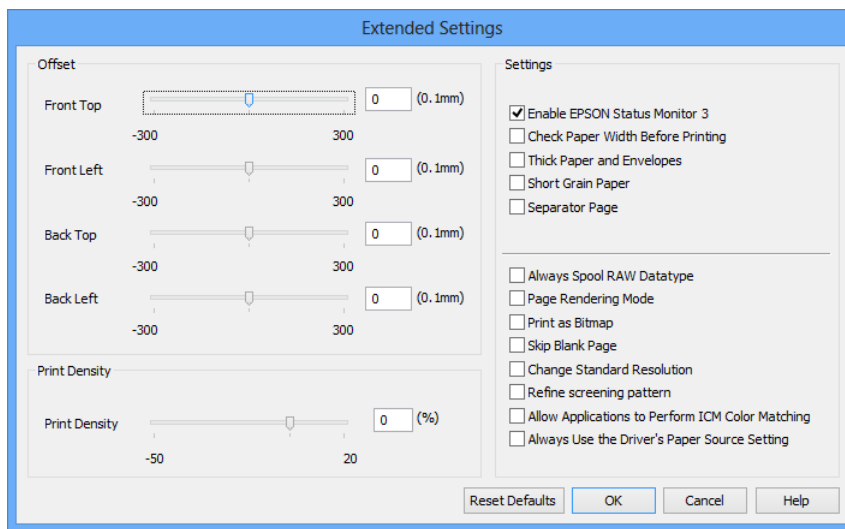 Extended Settings
Offset
Front Top
0 (0.1mm)
-300 300
Front Left
0 (0.1mm)
-300 300
Back Top
0 (0.1mm)
-300 300
Back Left
0 (0.1mm)
-300 300
Print Density
Print Density
0 (%)
-50 20
Settings
Enable EPSON Status Monitor 3
Check Paper Width Before Printing
Thick Paper and Envelopes
Short Grain Paper
Separator Page
Always Spool RAW Datatype
Page Rendering Mode
Print as Bitmap
Skip Blank Page
Change Standard Resolution
Refine screening pattern
Allow Applications to Perform ICM Color Matching
Always Use the Driver's Paper Source Setting
Reset Defaults OK Cancel Help